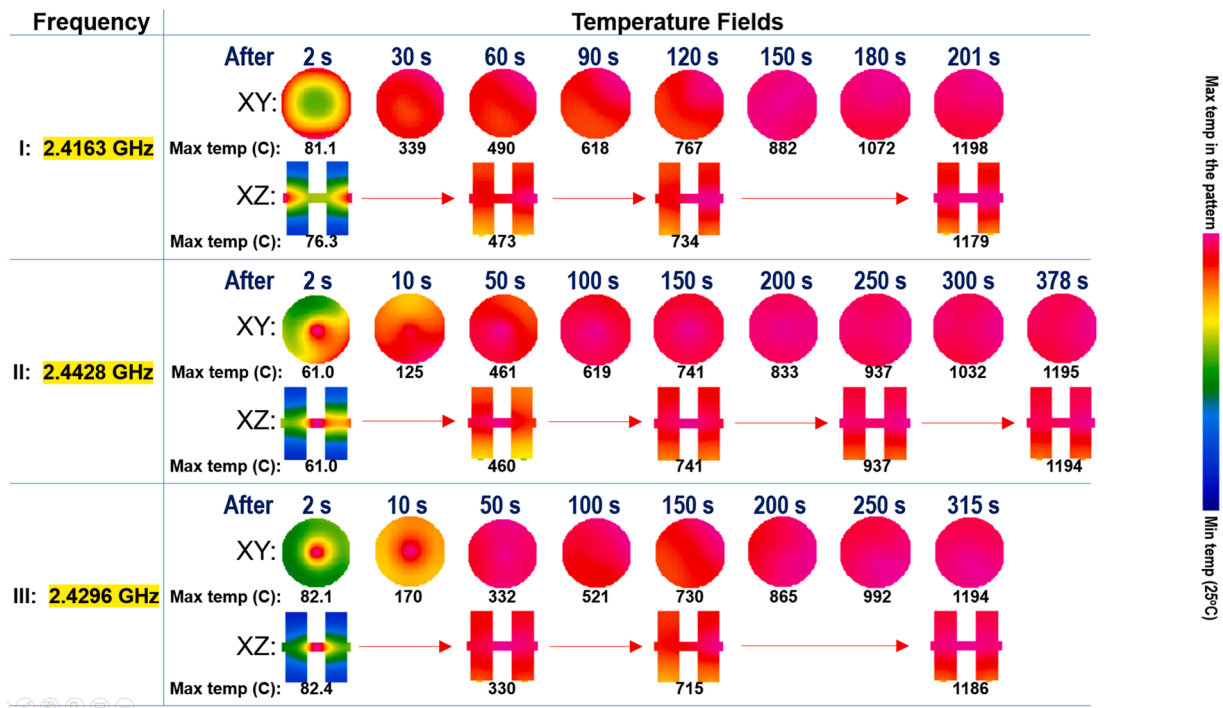 Frequency Temperature Fields
After 2 s 30 s 60 s 90 s 120 s 150 s 180 s 201 s
XY:
I: 2.4163 GHz Max temp (C): 81.1 339 490 618 767 882 1072 1198
XZ:
Max temp (C): 76.3 473 734 1179
After 2 s 10 s 50 s 100 s 150 s 200 s 250 s 300 s 378 s
XY:
II: 2.4428 GHz Max temp (C): 61.0 125 461 619 741 833 937 1032 1195
XZ:
Max temp (C): 61.0 460 741 937 1194
After 2 s 10 s 50 s 100 s 150 s 200 s 250 s 315 s
XY:
III: 2.4296 GHz Max temp (C): 82.1 170 332 521 730 865 992 1194
XZ:
Max temp (C): 82.4 330 715 1186
Max temp in the pattern
Min temp (25°C)